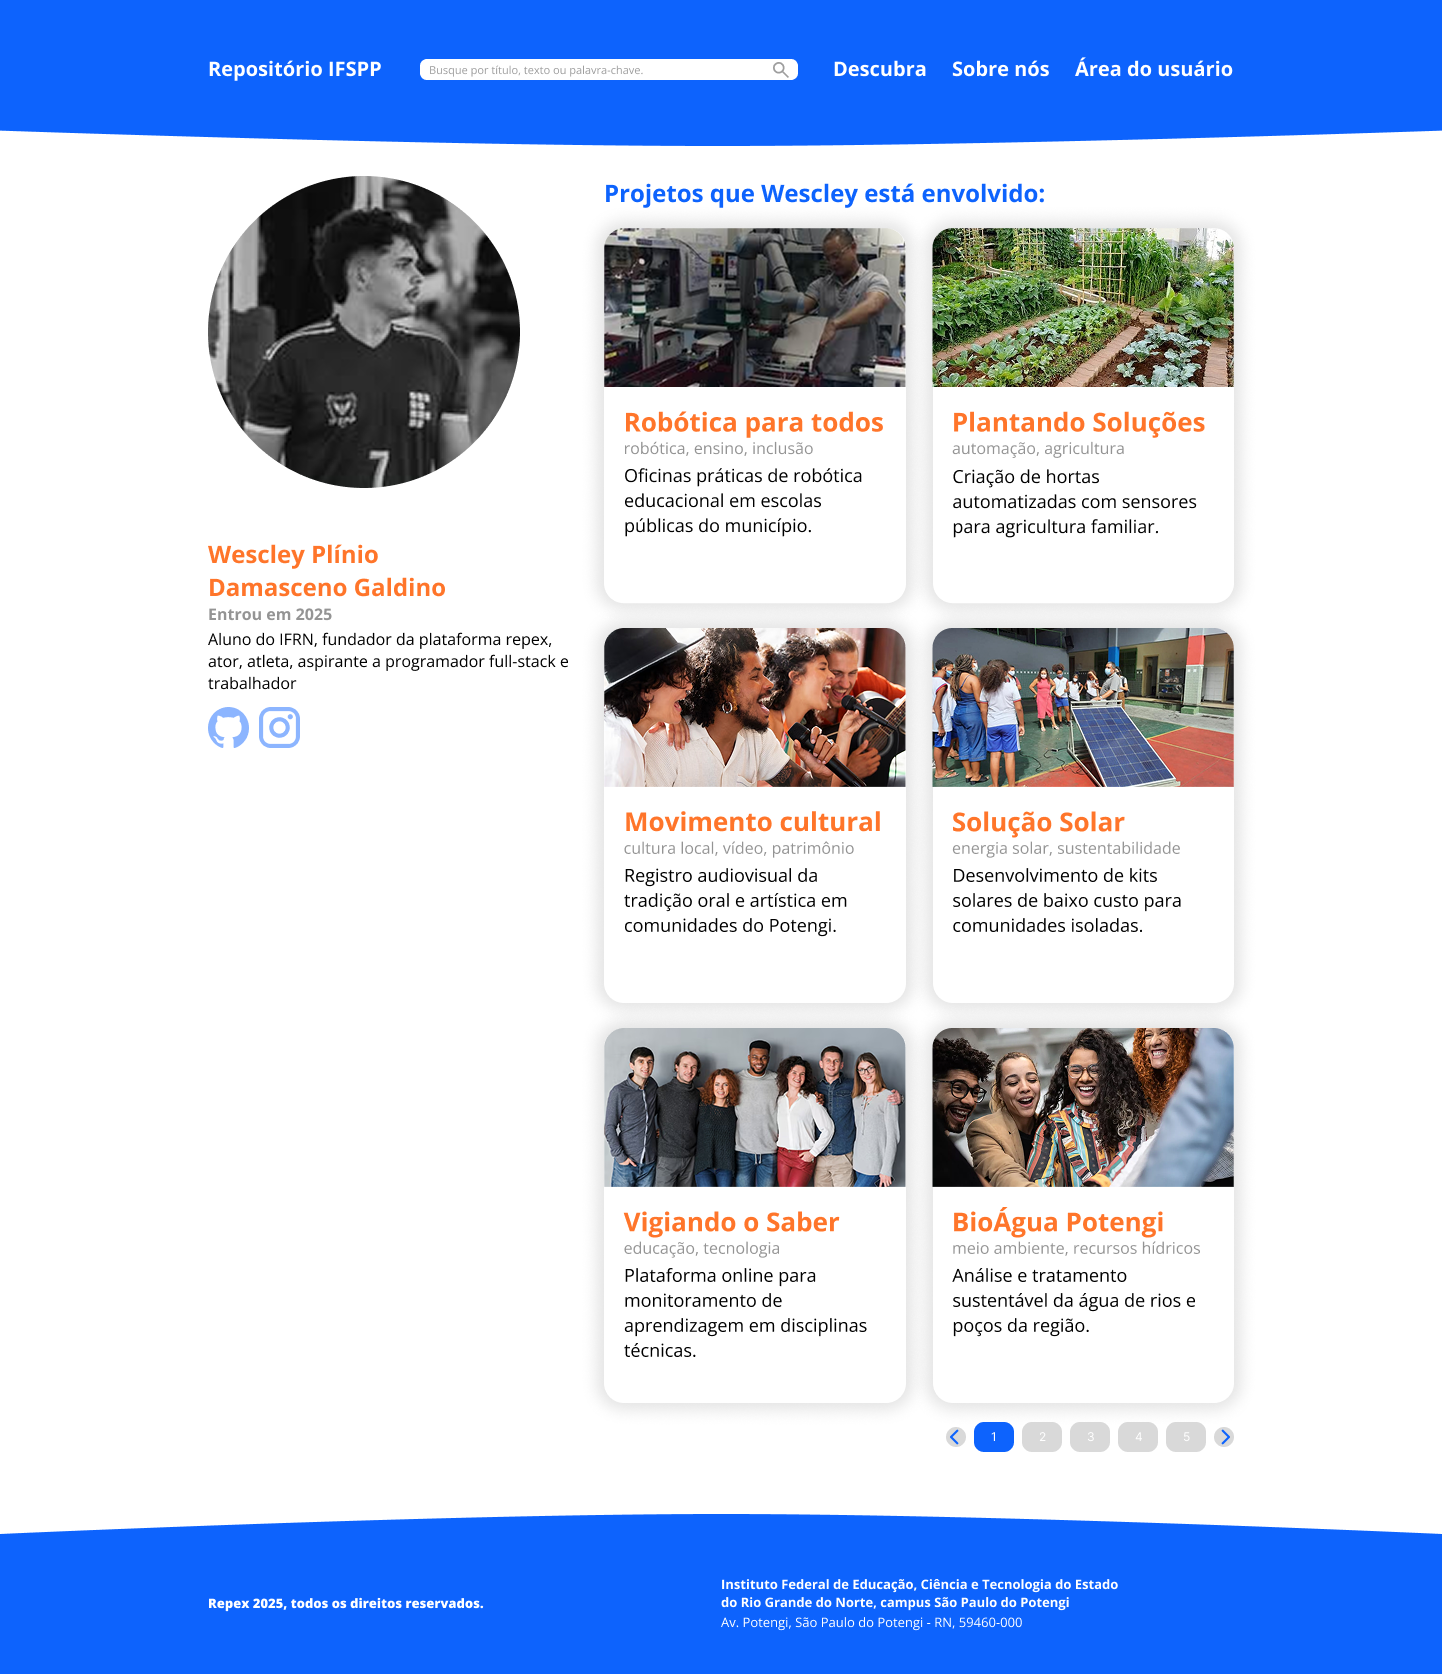 Repositório IFSPP
Busque por título, texto ou palavra-chave.
Descubra
Sobre nós
Área do usuário
7
Wescley Plínio
Damasceno Galdino
Entrou em 2025
Aluno do IFRN, fundador da plataforma repex,
ator, atleta, aspirante a programador full-stack e
trabalhador
Projetos que Wescley está envolvido:
Robótica para todos
robótica, ensino, inclusão
Oficinas práticas de robótica
educacional em escolas
públicas do município.
Plantando Soluções
automação, agricultura
Criação de hortas
automatizadas com sensores
para agricultura familiar.
Movimento cultural
cultura local, vídeo, patrimônio
Registro audiovisual da
tradição oral e artística em
comunidades do Potengi.
Solução Solar
energia solar, sustentabilidade
Desenvolvimento de kits
solares de baixo custo para
comunidades isoladas.
Vigiando o Saber
educação, tecnologia
Plataforma online para
monitoramento de
aprendizagem em disciplinas
técnicas.
BioÁgua Potengi
meio ambiente, recursos hídricos
Análise e tratamento
sustentável da água de rios e
poços da região.
1 2 3 4 5
Repex 2025, todos os direitos reservados.
Instituto Federal de Educação, Ciência e Tecnologia do Estado
do Rio Grande do Norte, campus São Paulo do Potengi
Av. Potengi, São Paulo do Potengi - RN, 59460-000